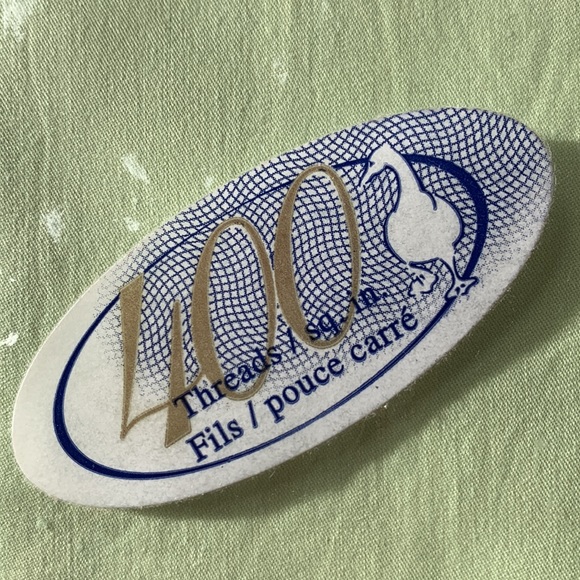 400
Threads / sq. in.
Fils / pouce carré